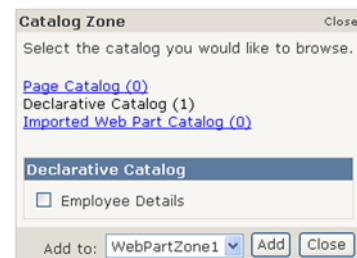 Catalog Zone Close
Select the catalog you would like to browse.
Page Catalog (0)
Declarative Catalog (1)
Imported Web Part Catalog (0)
Declarative Catalog
Employee Details
Add to: WebPartZone1 Add Close